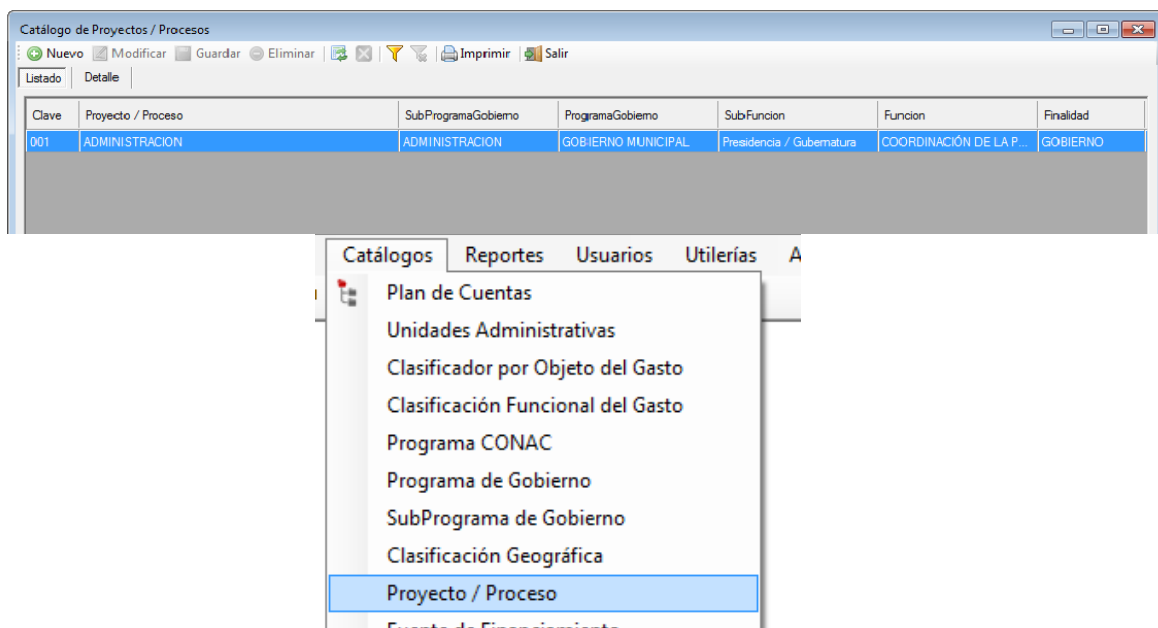 Catálogo de Proyectos / Procesos
Nuevo Modificar Guardar Eliminar Imprimir Salir
Listado Detalle
Clave Proyecto / Proceso SubProgramaGobierno ProgramaGobierno SubFuncion Funcion Finalidad
001 ADMINISTRACION ADMINISTRACION GOBIERNO MUNICIPAL Presidencia / Gubernatura COORDINACIÓN DE LA P... GOBIERNO
Catálogos Reportes Usuarios Utilerías A
Plan de Cuentas
Unidades Administrativas
Clasificador por Objeto del Gasto
Clasificación Funcional del Gasto
Programa CONAC
Programa de Gobierno
SubPrograma de Gobierno
Clasificación Geográfica
Proyecto / Proceso
Fuente de Financiamiento